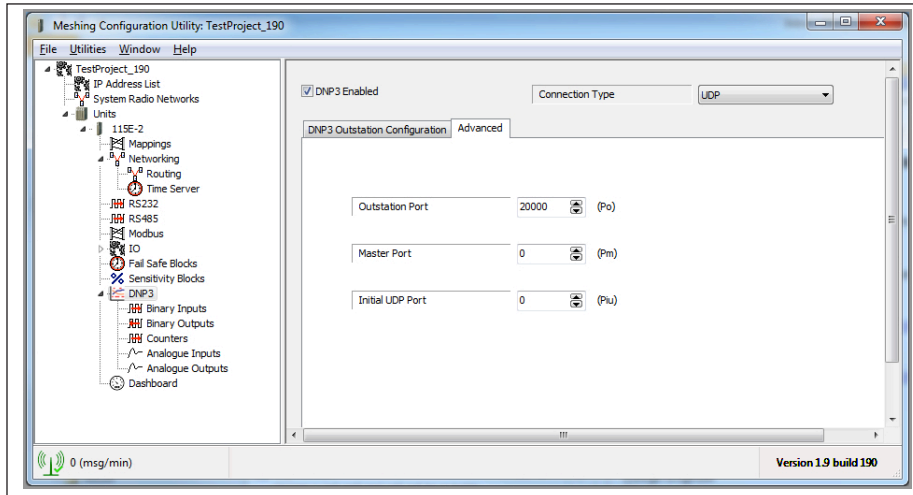 Meshing Configuration Utility: TestProject_190
File Utilities Window Help
TestProject_190
IP Address List
System Radio Networks
Units
115E-2
Mappings
Networking
Routing
Time Server
RS232
RS485
Modbus
IO
Fail Safe Blocks
Sensitivity Blocks
DNP3
Binary Inputs
Binary Outputs
Counters
Analogue Inputs
Analogue Outputs
Dashboard
DNP3 Enabled
Connection Type
UDP
DNP3 Outstation Configuration
Advanced
Outstation Port 20000 (Po)
Master Port 0 (Pm)
Initial UDP Port 0 (Piu)
0 (msg/min)
Version 1.9 build 190